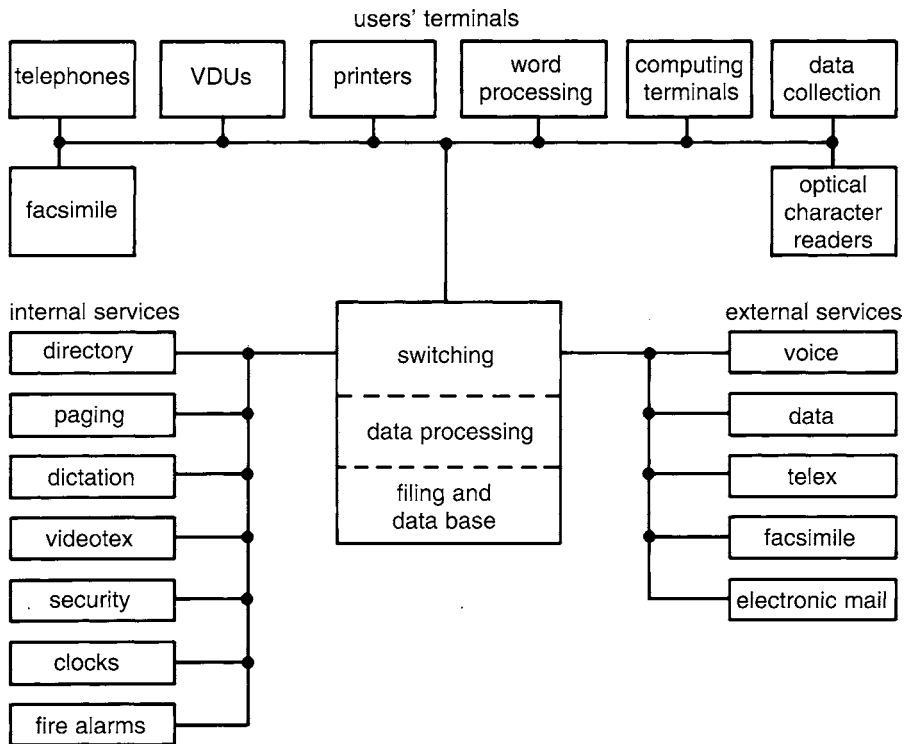 users' terminals
telephones
VDUs
printers
word
processing
computing
terminals
data
collection
facsimile
optical
character
readers
internal services
directory
paging
dictation
videotex
security
clocks
fire alarms
switching
data processing
filing and
data base
external services
voice
data
telex
facsimile
electronic mail